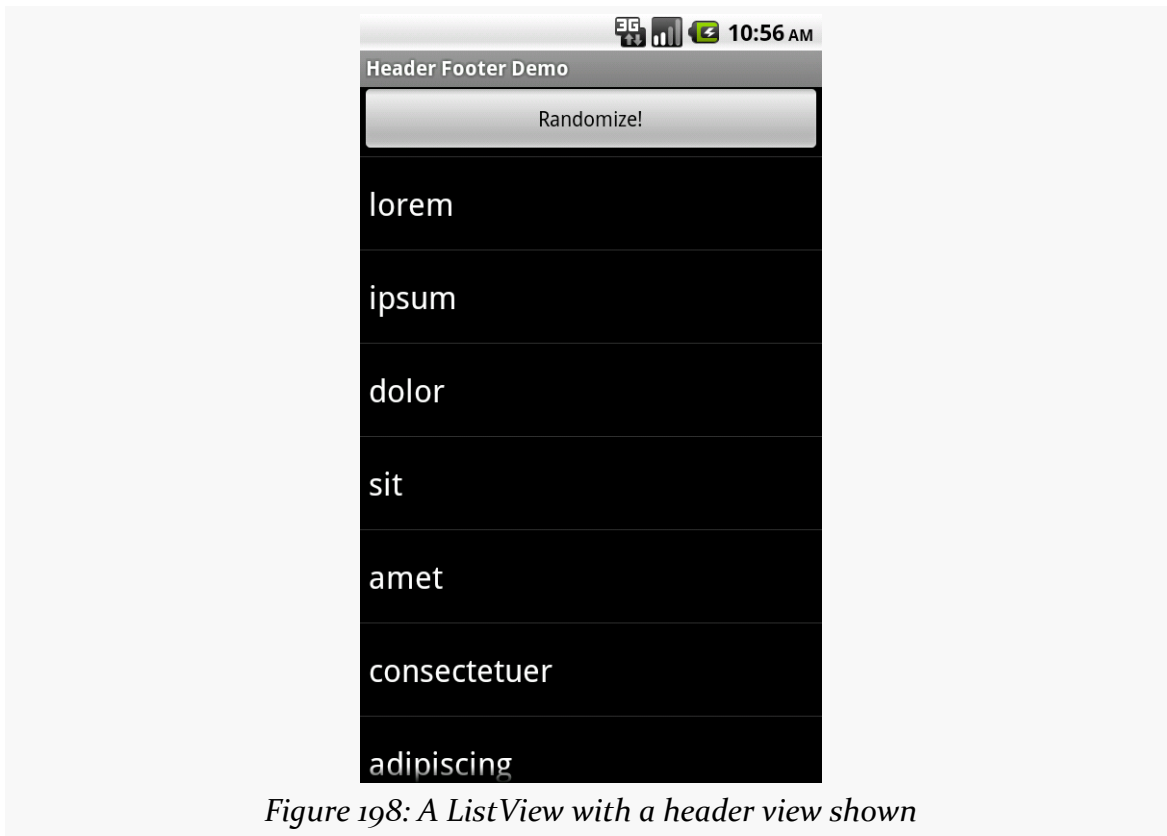 3G 10:56 AM
Header Footer Demo
Randomize!
lorem
ipsum
dolor
sit
amet
consectetuer
adipiscing
Figure 198: A ListView with a header view shown